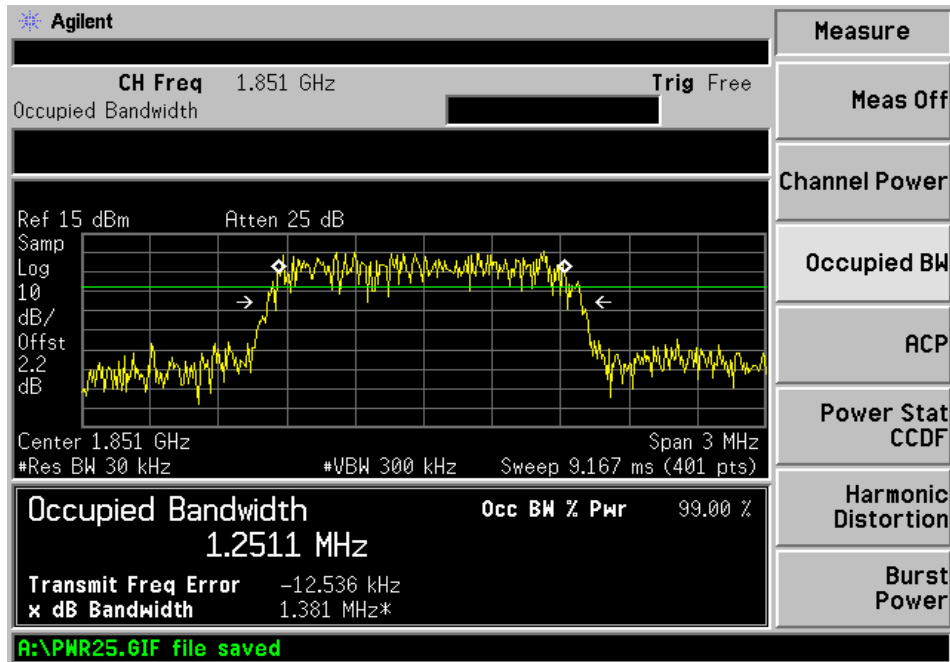 Agilent
Measure
CH Freq 1.851 GHz Trig Free
Occupied Bandwidth
Meas Off
Channel Power
Ref 15 dBm Atten 25 dB
Samp
Log
10
dB/
Offst
2.2
dB
Occupied BW
ACP
Center 1.851 GHz Span 3 MHz
#Res BW 30 kHz #VBW 300 kHz Sweep 9.167 ms (401 pts)
Power Stat
CCDF
Occupied Bandwidth Occ BW % Pwr 99.00 %
1.2511 MHz
Transmit Freq Error -12.536 kHz
x dB Bandwidth 1.381 MHz*
Harmonic
Distortion
Burst
Power
A:\PWR25.GIF file saved